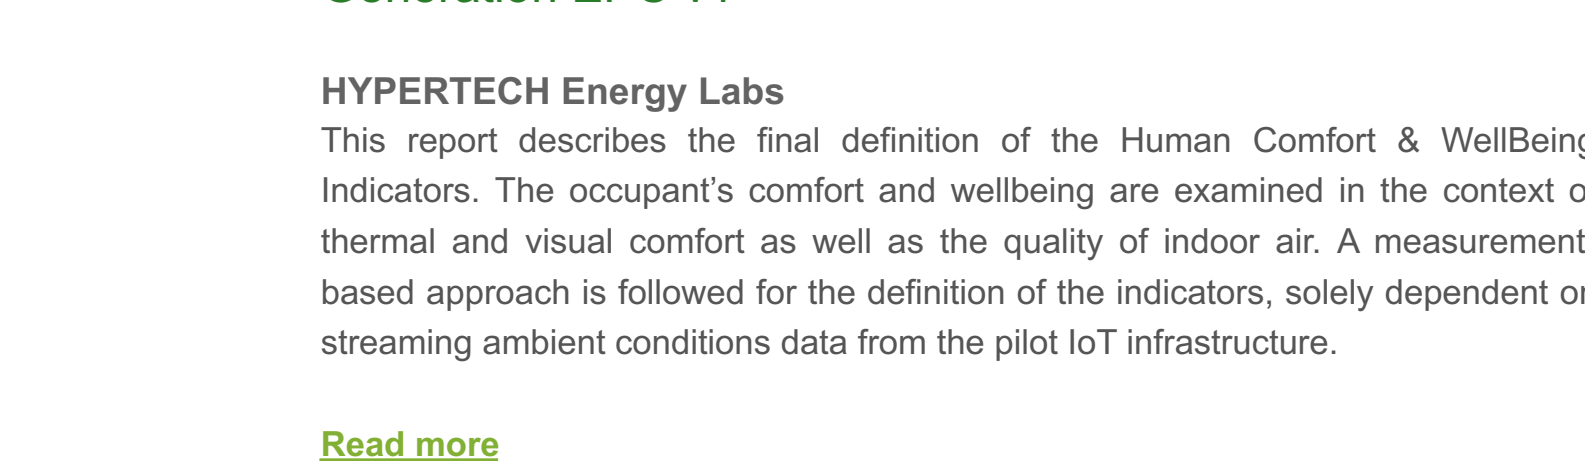 HYPERTECH Energy Labs
This report describes the final definition of the Human Comfort & WellBeing
Indicators. The occupant’s comfort and wellbeing are examined in the context
thermal and visual comfort as well as the quality of indoor air. A measurement
based approach is followed for the definition of the indicators, solely dependent
streaming ambient conditions data from the pilot IoT infrastructure.
Read more